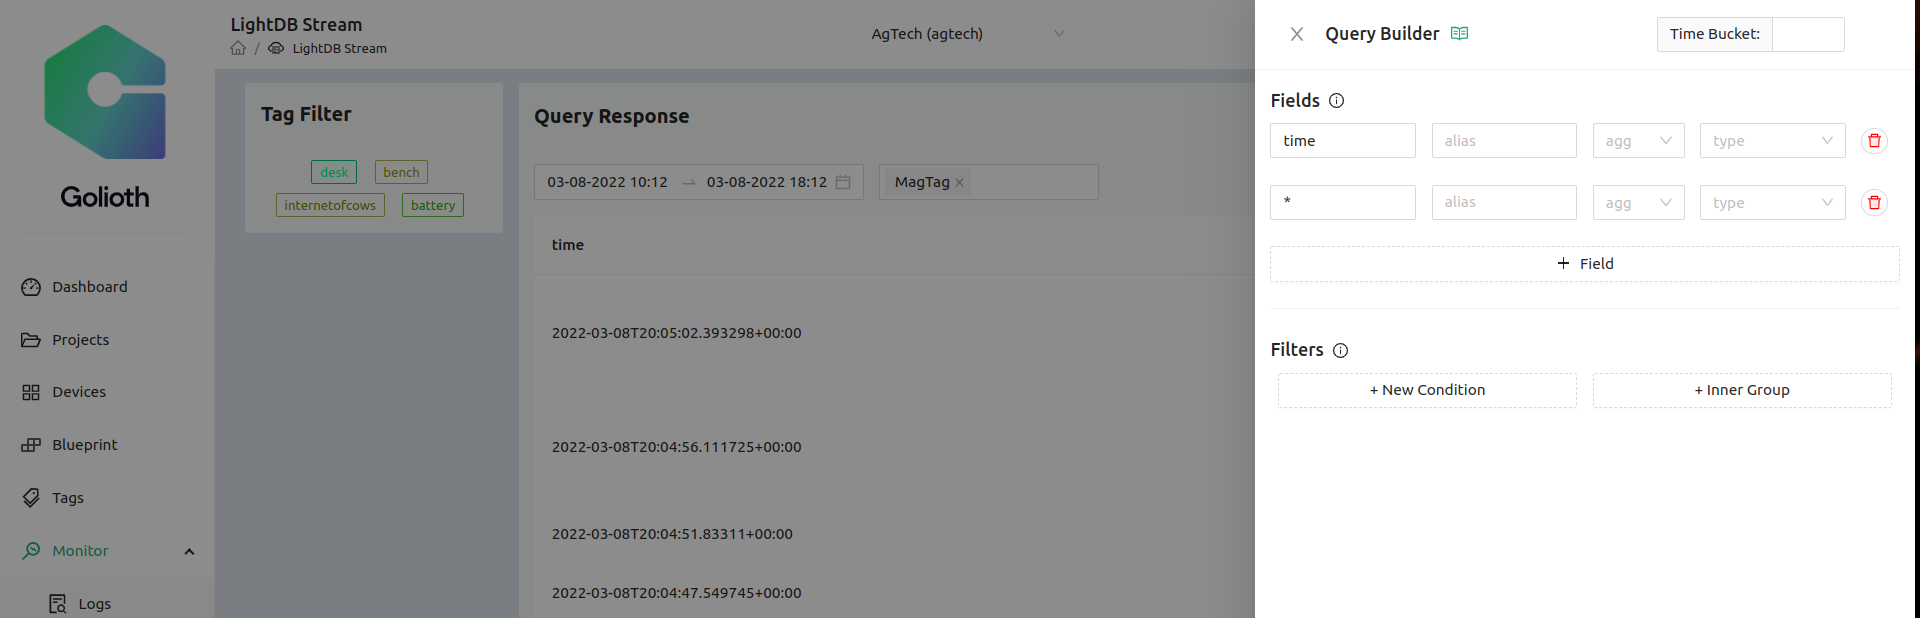 Golioth
Dashboard
Projects
Devices
Blueprint
Tags
Monitor
Logs
LightDB Stream
/ LightDB Stream
AgTech (agtech)
Tag Filter
desk bench
internetofcows battery
Query Response
03-08-2022 10:12 → 03-08-2022 18:12 MagTag
time
2022-03-08T20:05:02.393298+00:00
2022-03-08T20:04:56.111725+00:00
2022-03-08T20:04:51.83311+00:00
2022-03-08T20:04:47.549745+00:00
Query Builder
Time Bucket:
Fields
time alias agg type
* alias agg type
+ Field
Filters
+ New Condition + Inner Group